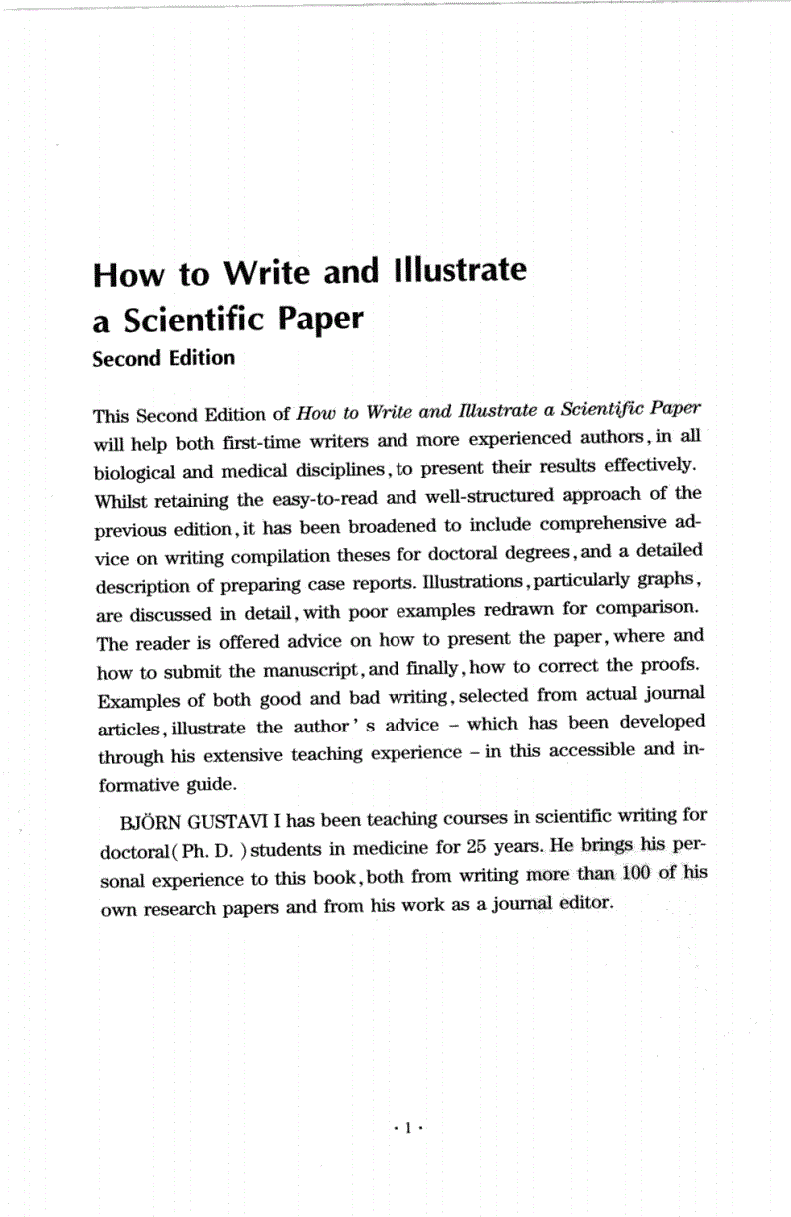 How to Write and Illustrate
a Scientific Paper
Second Edition
This Second Edition of How to Write and Illustrate a Scientific Paper
will help both first-time writers and more experienced authors, in all
biological and medical disciplines, to present their results effectively.
Whilst retaining the easy-to-read and well-structured approach of the
previous edition, it has been broadened to include comprehensive ad-
vice on writing compilation theses for doctoral degrees, and a detailed
description of preparing case reports. Illustrations, particularly graphs,
are discussed in detail, with poor examples redrawn for comparison.
The reader is offered advice on how to present the paper, where and
how to submit the manuscript, and finally, how to correct the proofs.
Examples of both good and bad writing, selected from actual journal
articles, illustrate the author' s advice – which has been developed
through his extensive teaching experience – in this accessible and in-
formative guide.
BJÖRN GUSTAVI I has been teaching courses in scientific writing for
doctoral( Ph. D. ) students in medicine for 25 years. He brings his per-
sonal experience to this book, both from writing more than 100 of his
own research papers and from his work as a journal editor.
· 1 ·